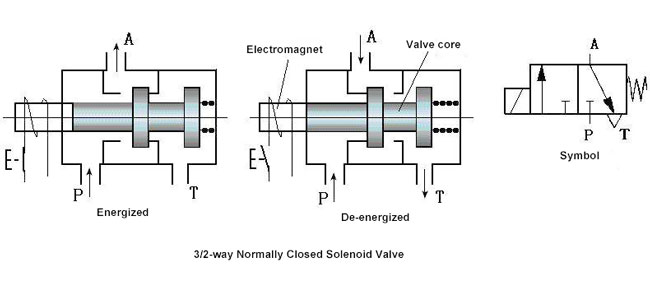 A
P
T
Energized
Electromagnet
A
Valve core
P
T
De-energized
A
P
T
Symbol
3/2-way Normally Closed Solenoid Valve